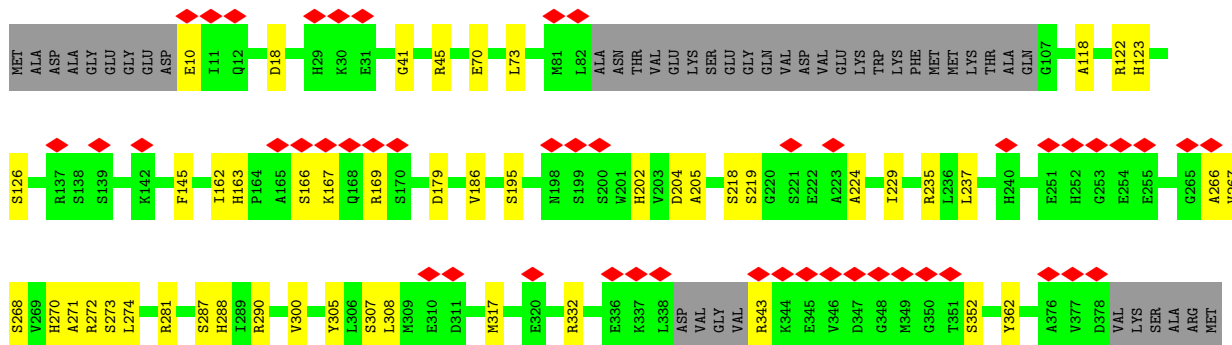 MET ALA ASP ALA GLY GLU GLY GLU ASP E10 I11 Q12 D18 H29 K30 E31 G41 R45 E70 L73 M81 L82 ALA ASN THR VAL GLU LYS SER GLU GLY GLN VAL ASP VAL GLU LYS TRP LYS PHE MET MET LYS THR ALA GLN G107 A118 R122 H123
S126 R137 S138 S139 K142 F145 I162 H163 P164 A165 S166 K167 Q168 R169 S170 D179 V186 S195 N198 S199 S200 W201 H202 V203 D204 A205 S218 S219 G220 S221 E222 A223 A224 I229 R235 L236 L237 H240 E251 H252 G253 E254 E255 G265 A266 V267
S268 V269 H270 A271 R272 S273 L274 R281 S287 H288 I289 R290 V300 Y305 L306 S307 L308 M309 E310 D311 M317 E320 R332 E336 K337 L338 ASP VAL GLY VAL R343 K344 E345 V346 D347 G348 M349 G350 T351 S352 Y362 A376 V377 D378 VAL LYS SER ALA ARG MET